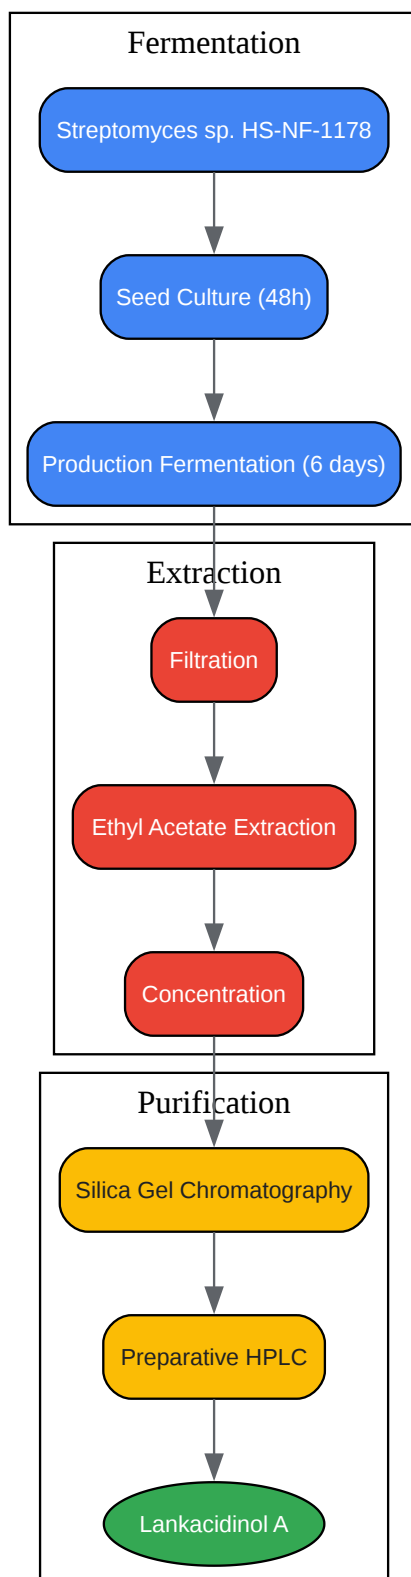 Fermentation
Streptomyces sp. HS-NF-1178
Seed Culture (48h)
Production Fermentation (6 days)
Extraction
Filtration
Ethyl Acetate Extraction
Concentration
Purification
Silica Gel Chromatography
Preparative HPLC
Lankacidinol A